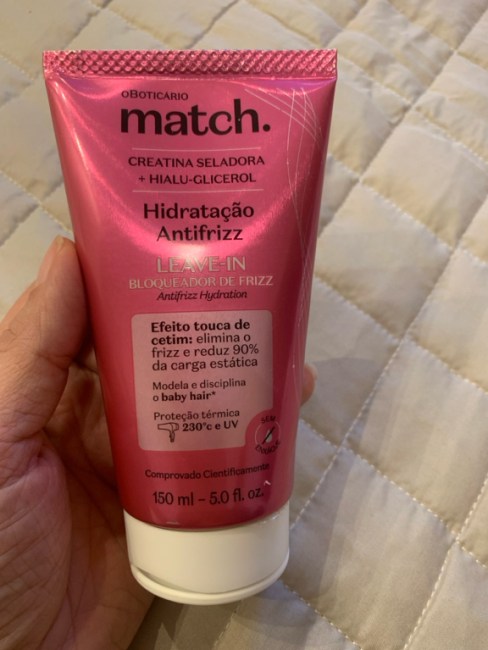 oBOTICÁRIO
match.
CREATINA SELADORA
+ HIALU-GLICEROL
Hidratação
Antifrizz
LEAVE-IN
BLOQUEADOR DE FRIZZ
Antifrizz Hydration
Efeito touca de
cetim: elimina o
frizz e reduz 90%
da carga estática
Modela e disciplina
o baby hair*
Proteção térmica
230°c e UV
SEM
Comprovado Cientificamente
150 ml – 5.0 fl. oz.